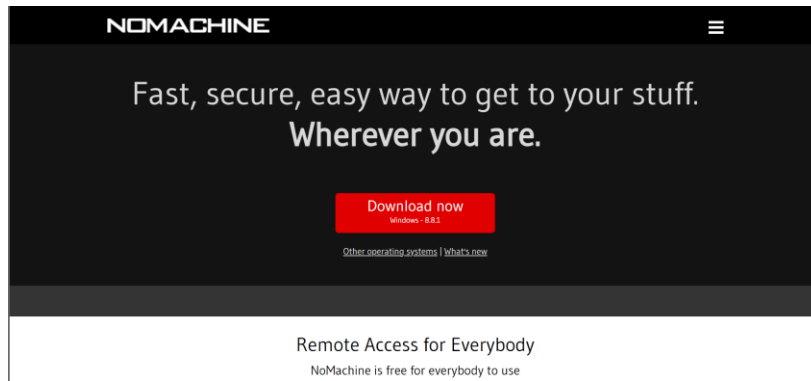 NOMACHINE
Fast, secure, easy way to get to your stuff.
Wherever you are.
Download now
Windows - 8.8.1
Other operating systems | What's new
Remote Access for Everybody
NoMachine is free for everybody to use